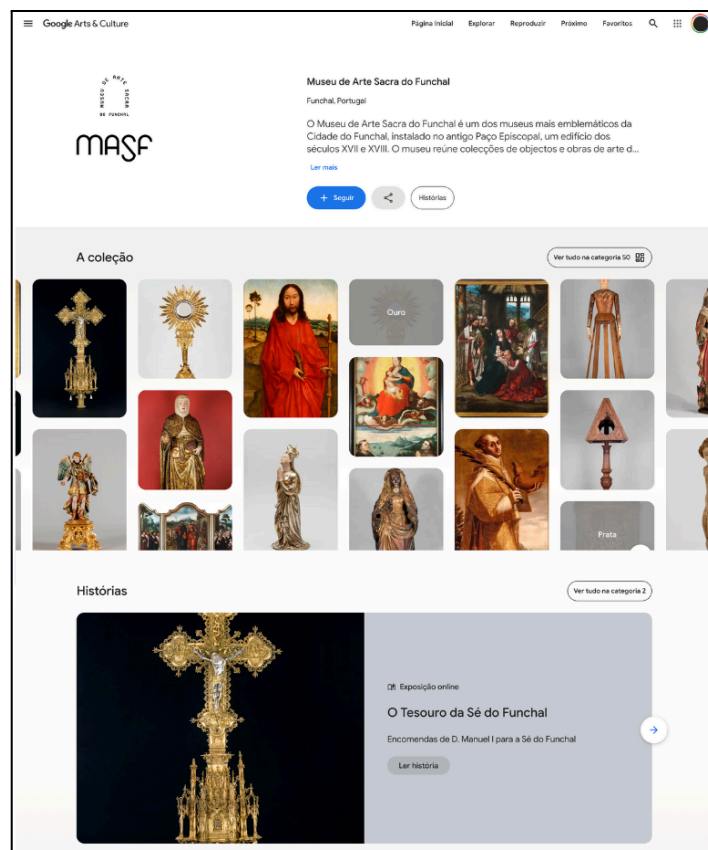 Google Arts & Culture
Página Inicial
Explorar
Reproduzir
Próximo
Favoritos
MUSEU DE ARTE SACRA
DE FUNCHAL
MASF
Museu de Arte Sacra do Funchal
Funchal, Portugal
O Museu de Arte Sacra do Funchal é um dos museus mais emblemáticos da
Cidade do Funchal, instalado no antigo Paço Episcopal, um edifício dos
séculos XVII e XVIII. O museu reúne colecções de objectos e obras de arte d...
Ler mais
+ Seguir
Histórias
A coleção
Ver tudo na categoria 50
Ouro
Prata
Histórias
Ver tudo na categoria 2
Exposição online
O Tesouro da Sé do Funchal
Encomendas de D. Manuel I para a Sé do Funchal
Ler história